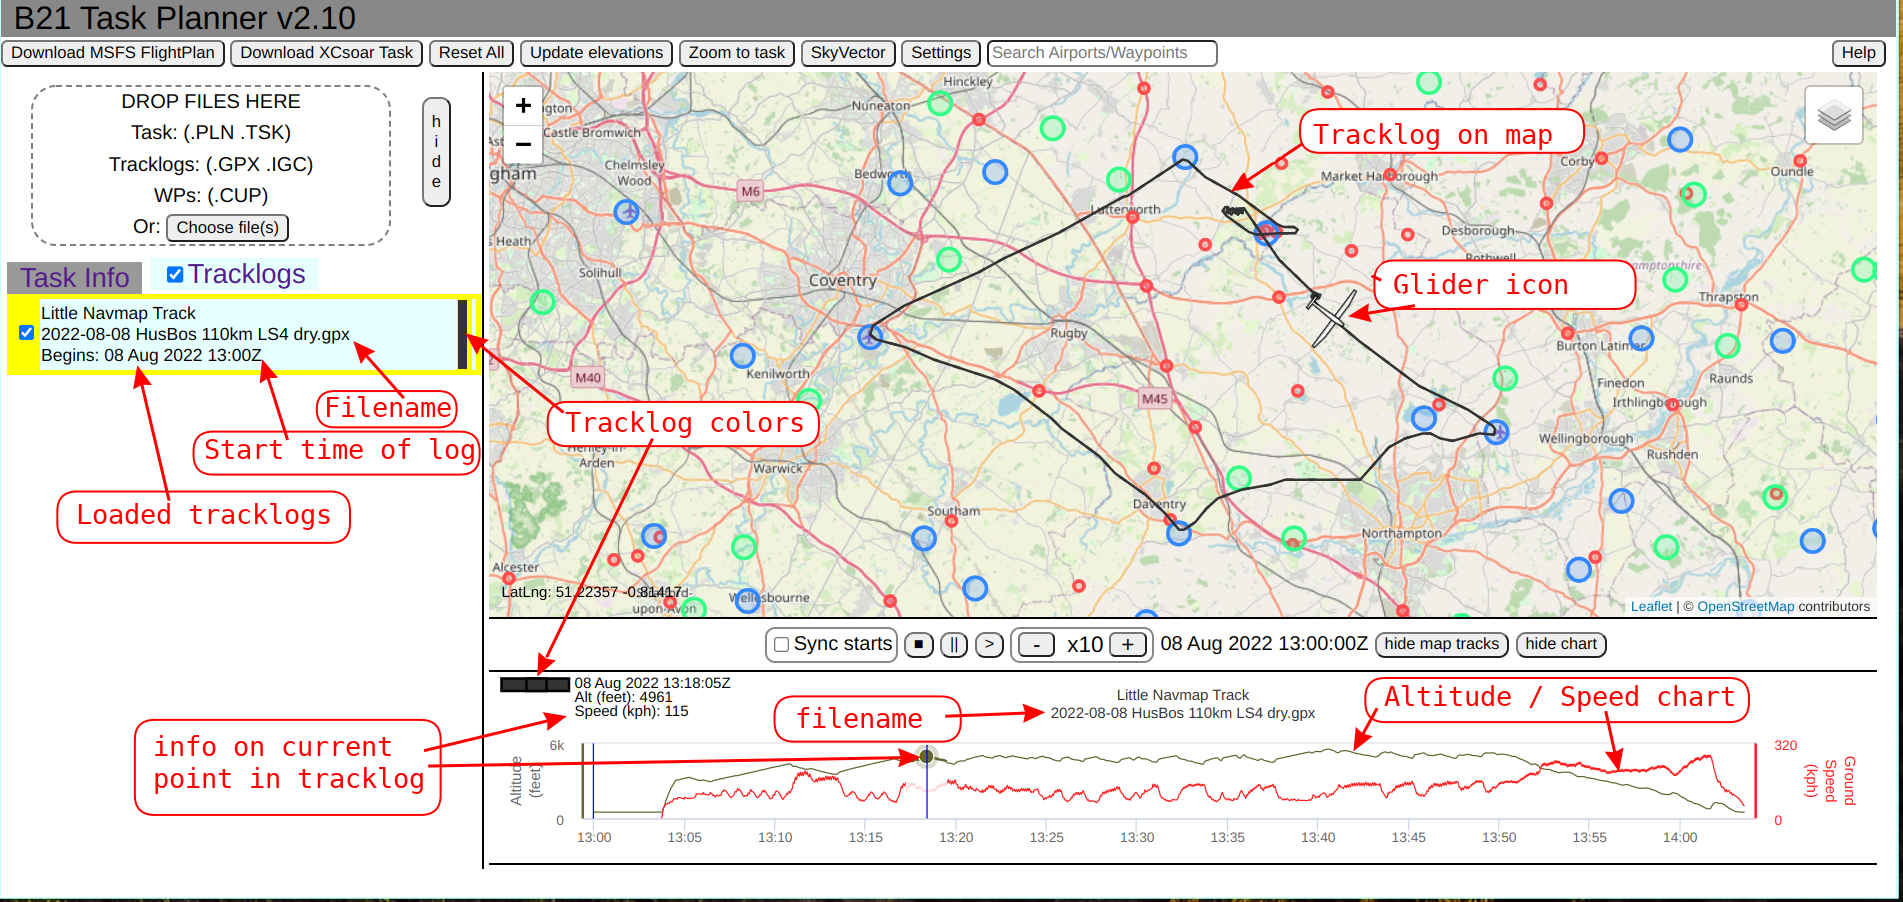 B21 Task Planner v2.10
Download MSFS FlightPlan
Download XCsoar Task
Reset All
Update elevations
Zoom to task
SkyVector
Settings
Search Airports/Waypoints
Help
DROP FILES HERE
Task: (.PLN .TSK)
Tracklogs: (.GPX .IGC)
WPs: (.CUP)
Or: Choose file(s)
hide
Task Info
Tracklogs
Little Navmap Track
2022-08-08 HusBos 110km LS4 dry.gpx
Begins: 08 Aug 2022 13:00Z
Filename
Start time of log
Loaded tracklogs
Tracklog colors
+
−
Hinckley
Nuneaton
Castle Bromwich
Chelmsley
Wood
gham
M6
Bedworth
Lutterworth
Tracklog on map
Market Harborough
Corby
Oundle
Desborough
Rothwell
Glider icon
Thrapston
s Heath
Solihull
Coventry
Rugby
Burton Latimer
Kenilworth
M40
M45
Finedon
Raunds
Irthlingborough
Wellingborough
Rushden
Henley-in-
Arden
Warwick
Daventry
Southam
Northampton
Alcester
LatLng: 51.22357 -0.81417
upon-Avon
Wellesbourne
Leaflet | © OpenStreetMap contributors
Sync starts
■
||
>
-
x10
+
08 Aug 2022 13:00:00Z
hide map tracks
hide chart
08 Aug 2022 13:18:05Z
Alt (feet): 4961
Speed (kph): 115
filename
Little Navmap Track
2022-08-08 HusBos 110km LS4 dry.gpx
Altitude / Speed chart
info on current
point in tracklog
6k
0
Altitude
(feet)
320
0
Ground
Speed
(kph)
13:00
13:05
13:10
13:15
13:20
13:25
13:30
13:35
13:40
13:45
13:50
13:55
14:00